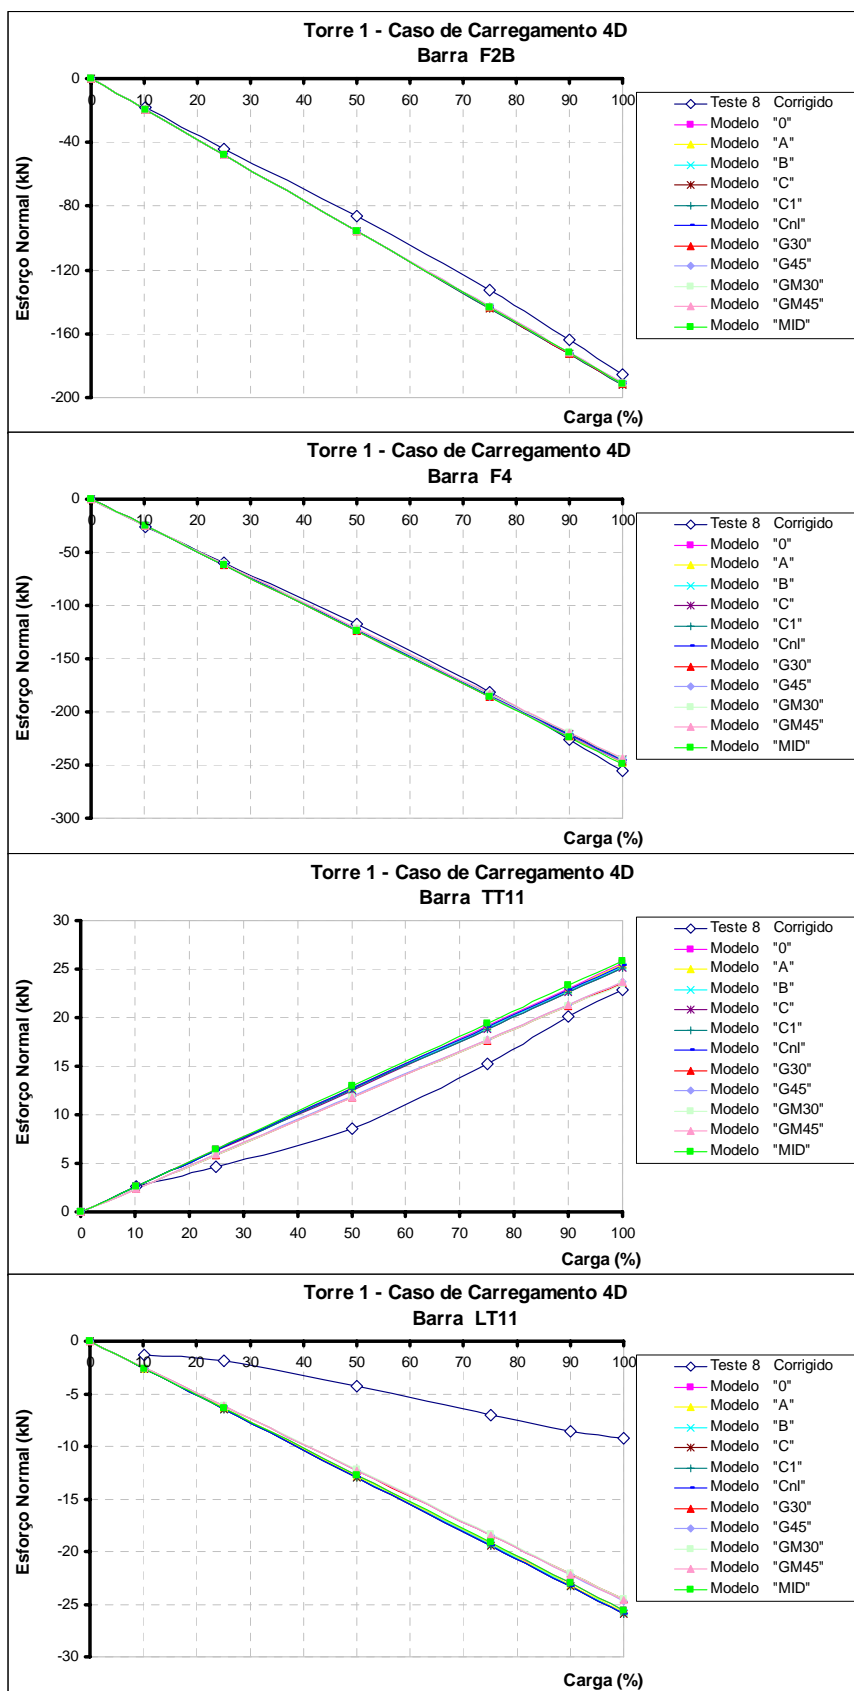 Torre 1 - Caso de Carregamento 4D
Barra F2B
Esforço Normal (kN)
0
-40
-80
-120
-160
-200
0 10 20 30 40 50 60 70 80 90 100
Carga (%)
Teste 8 Corrigido
Modelo "0"
Modelo "A"
Modelo "B"
Modelo "C"
Modelo "C1"
Modelo "Cnl"
Modelo "G30"
Modelo "G45"
Modelo "GM30"
Modelo "GM45"
Modelo "MID"
Torre 1 - Caso de Carregamento 4D
Barra F4
Esforço Normal (kN)
0
-50
-100
-150
-200
-250
-300
0 10 20 30 40 50 60 70 80 90 100
Carga (%)
Teste 8 Corrigido
Modelo "0"
Modelo "A"
Modelo "B"
Modelo "C"
Modelo "C1"
Modelo "Cnl"
Modelo "G30"
Modelo "G45"
Modelo "GM30"
Modelo "GM45"
Modelo "MID"
Torre 1 - Caso de Carregamento 4D
Barra TT11
Esforço Normal (kN)
30
25
20
15
10
5
0
0 10 20 30 40 50 60 70 80 90 100
Carga (%)
Teste 8 Corrigido
Modelo "0"
Modelo "A"
Modelo "B"
Modelo "C"
Modelo "C1"
Modelo "Cnl"
Modelo "G30"
Modelo "G45"
Modelo "GM30"
Modelo "GM45"
Modelo "MID"
Torre 1 - Caso de Carregamento 4D
Barra LT11
Esforço Normal (kN)
0
-5
-10
-15
-20
-25
-30
0 10 20 30 40 50 60 70 80 90 100
Carga (%)
Teste 8 Corrigido
Modelo "0"
Modelo "A"
Modelo "B"
Modelo "C"
Modelo "C1"
Modelo "Cnl"
Modelo "G30"
Modelo "G45"
Modelo "GM30"
Modelo "GM45"
Modelo "MID"